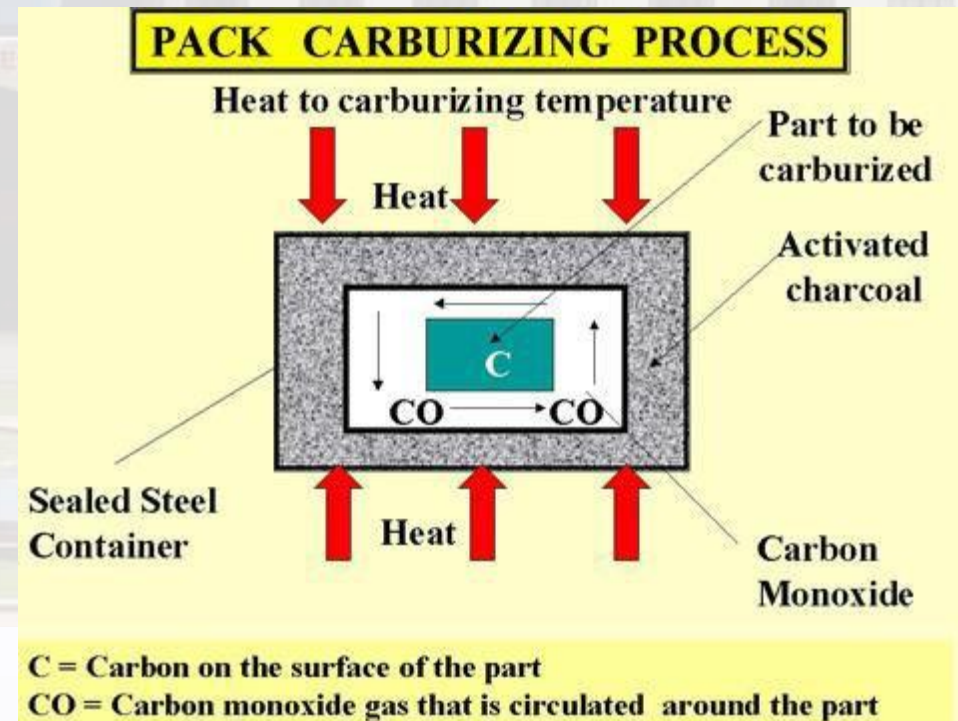 PACK CARBURIZING PROCESS
Heat to carburizing temperature
Part to be
carburized
Heat
Activated
charcoal
C
CO
CO
Sealed Steel
Container
Heat
Carbon
Monoxide
C = Carbon on the surface of the part
CO = Carbon monoxide gas that is circulated around the part